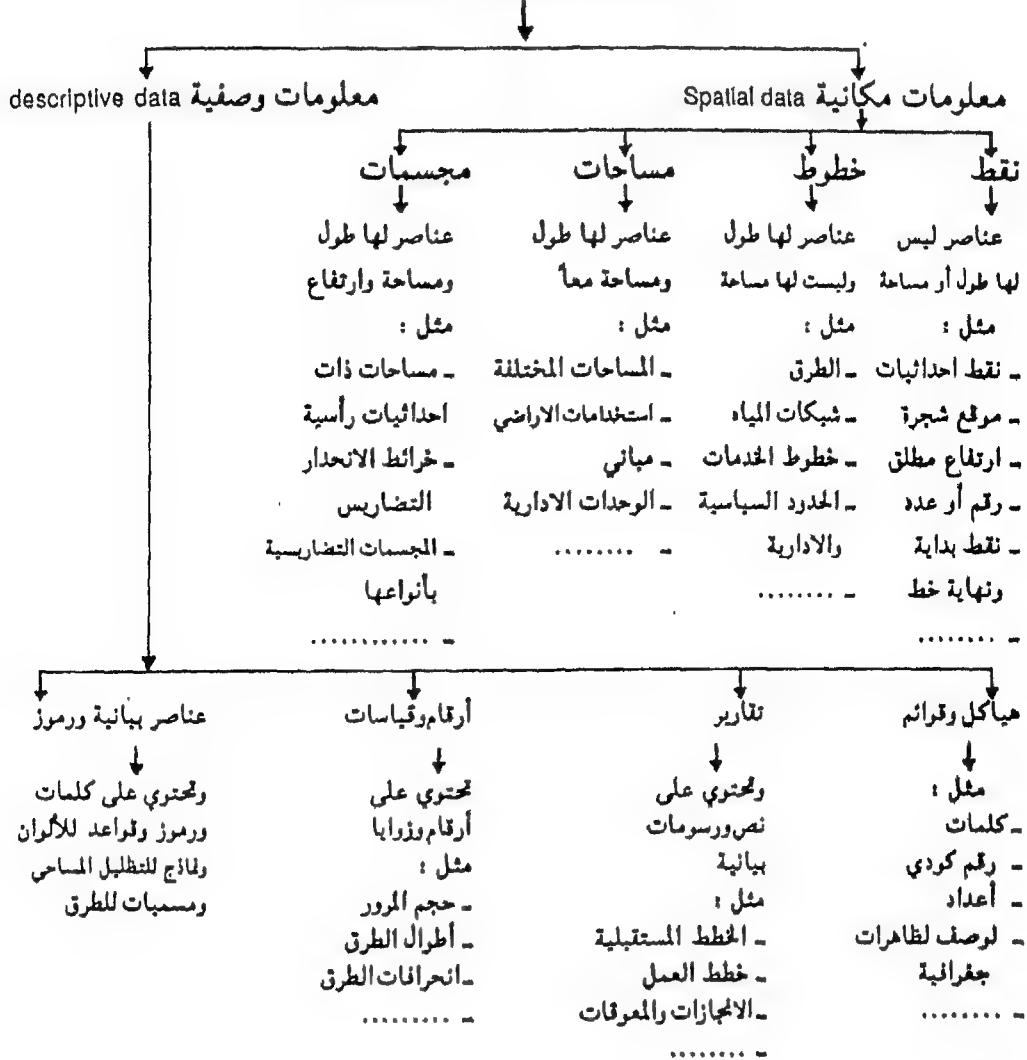 معلومات مكانية Spatial data
معلومات وصفية descriptive data
نقط
عناصر ليس
لها طول أو مساحة
مثل :
ـ نقط احداثيات
ـ موقع شجرة
ـ ارتفاع مطلق
ـ رقم أو عدد
ـ نقط بداية
ونهاية خط
ـ ........
خطوط
عناصر لها طول
وليست لها مساحة
مثل :
ـ الطرق
ـ شبكات المياه
ـ خطوط الخدمات
ـ الحدود السياسية
والادارية
ـ ........
مساحات
عناصر لها طول
ومساحة معاً
مثل :
ـ المساحات المختلفة
ـ استخدامات الاراضي
ـ مباني
ـ الوحدات الادارية
ـ ........
مجسمات
عناصر لها طول
ومساحة وارتفاع
مثل :
ـ مساحات ذات
احداثيات رأسية
ـ خرائط الانحدار
التضاريس
ـ المجسمات التضاريسية
بأنواعها
ـ ............
هياكل وقوائم
مثل :
ـ كلمات
ـ رقم كودي
ـ أعداد
ـ لوصف لظاهرات
جغرافية
ـ ........
تقارير
وتحتوي على
نص ورسومات
بيانية
مثل :
ـ الخطط المستقبلية
ـ خطط العمل
ـ الانجازات والمعوقات
ـ ........
أرقام وقياسات
تحتوي على
أرقام وزوايا
مثل :
ـ حجم المرور
ـ أطوال الطرق
ـ انحرافات الطرق
ـ .........
عناصر بيانية ورموز
وتحتوي على كلمات
ورموز وقواعد للألوان
ونماذج للتظليل المساحي
ومسميات للطرق